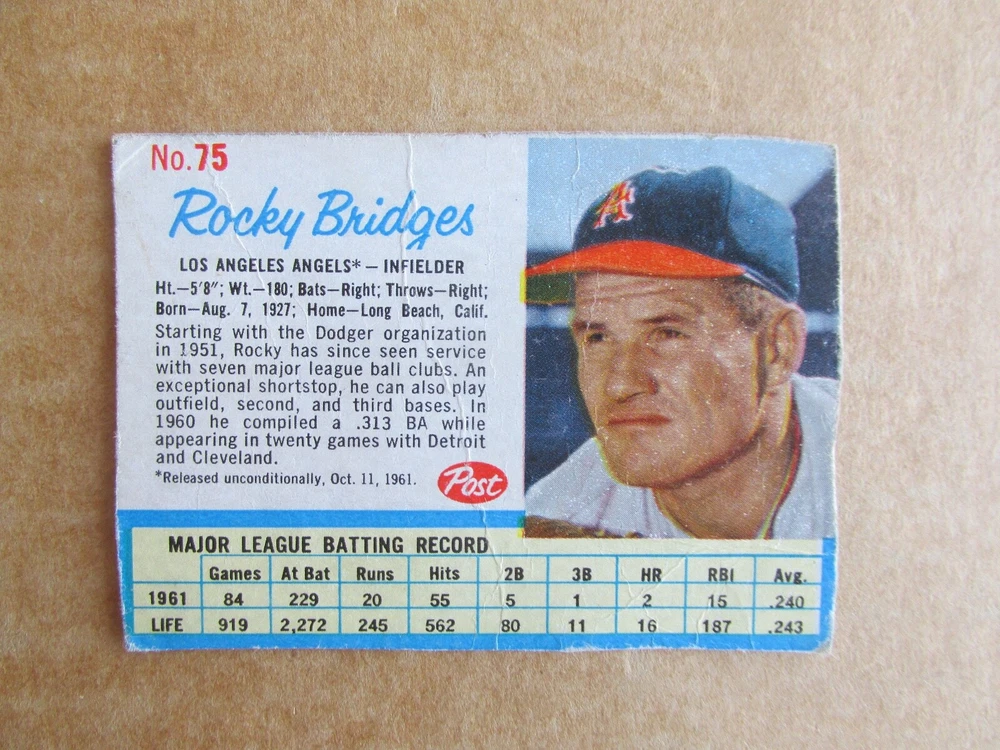 No.75
Rocky Bridges
LOS ANGELES ANGELS* — INFIELDER
Ht.—5'8"; Wt.—180; Bats—Right; Throws—Right;
Born—Aug. 7, 1927; Home—Long Beach, Calif.
Starting with the Dodger organization
in 1951, Rocky has since seen service
with seven major league ball clubs. An
exceptional shortstop, he can also play
outfield, second, and third bases. In
1960 he compiled a .313 BA while
appearing in twenty games with Detroit
and Cleveland.
*Released unconditionally, Oct. 11, 1961.
Post
A
MAJOR LEAGUE BATTING RECORD
Games At Bat Runs Hits 2B 3B HR RBI Avg.
1961 84 229 20 55 5 1 2 15 .240
LIFE 919 2,272 245 562 80 11 16 187 .243